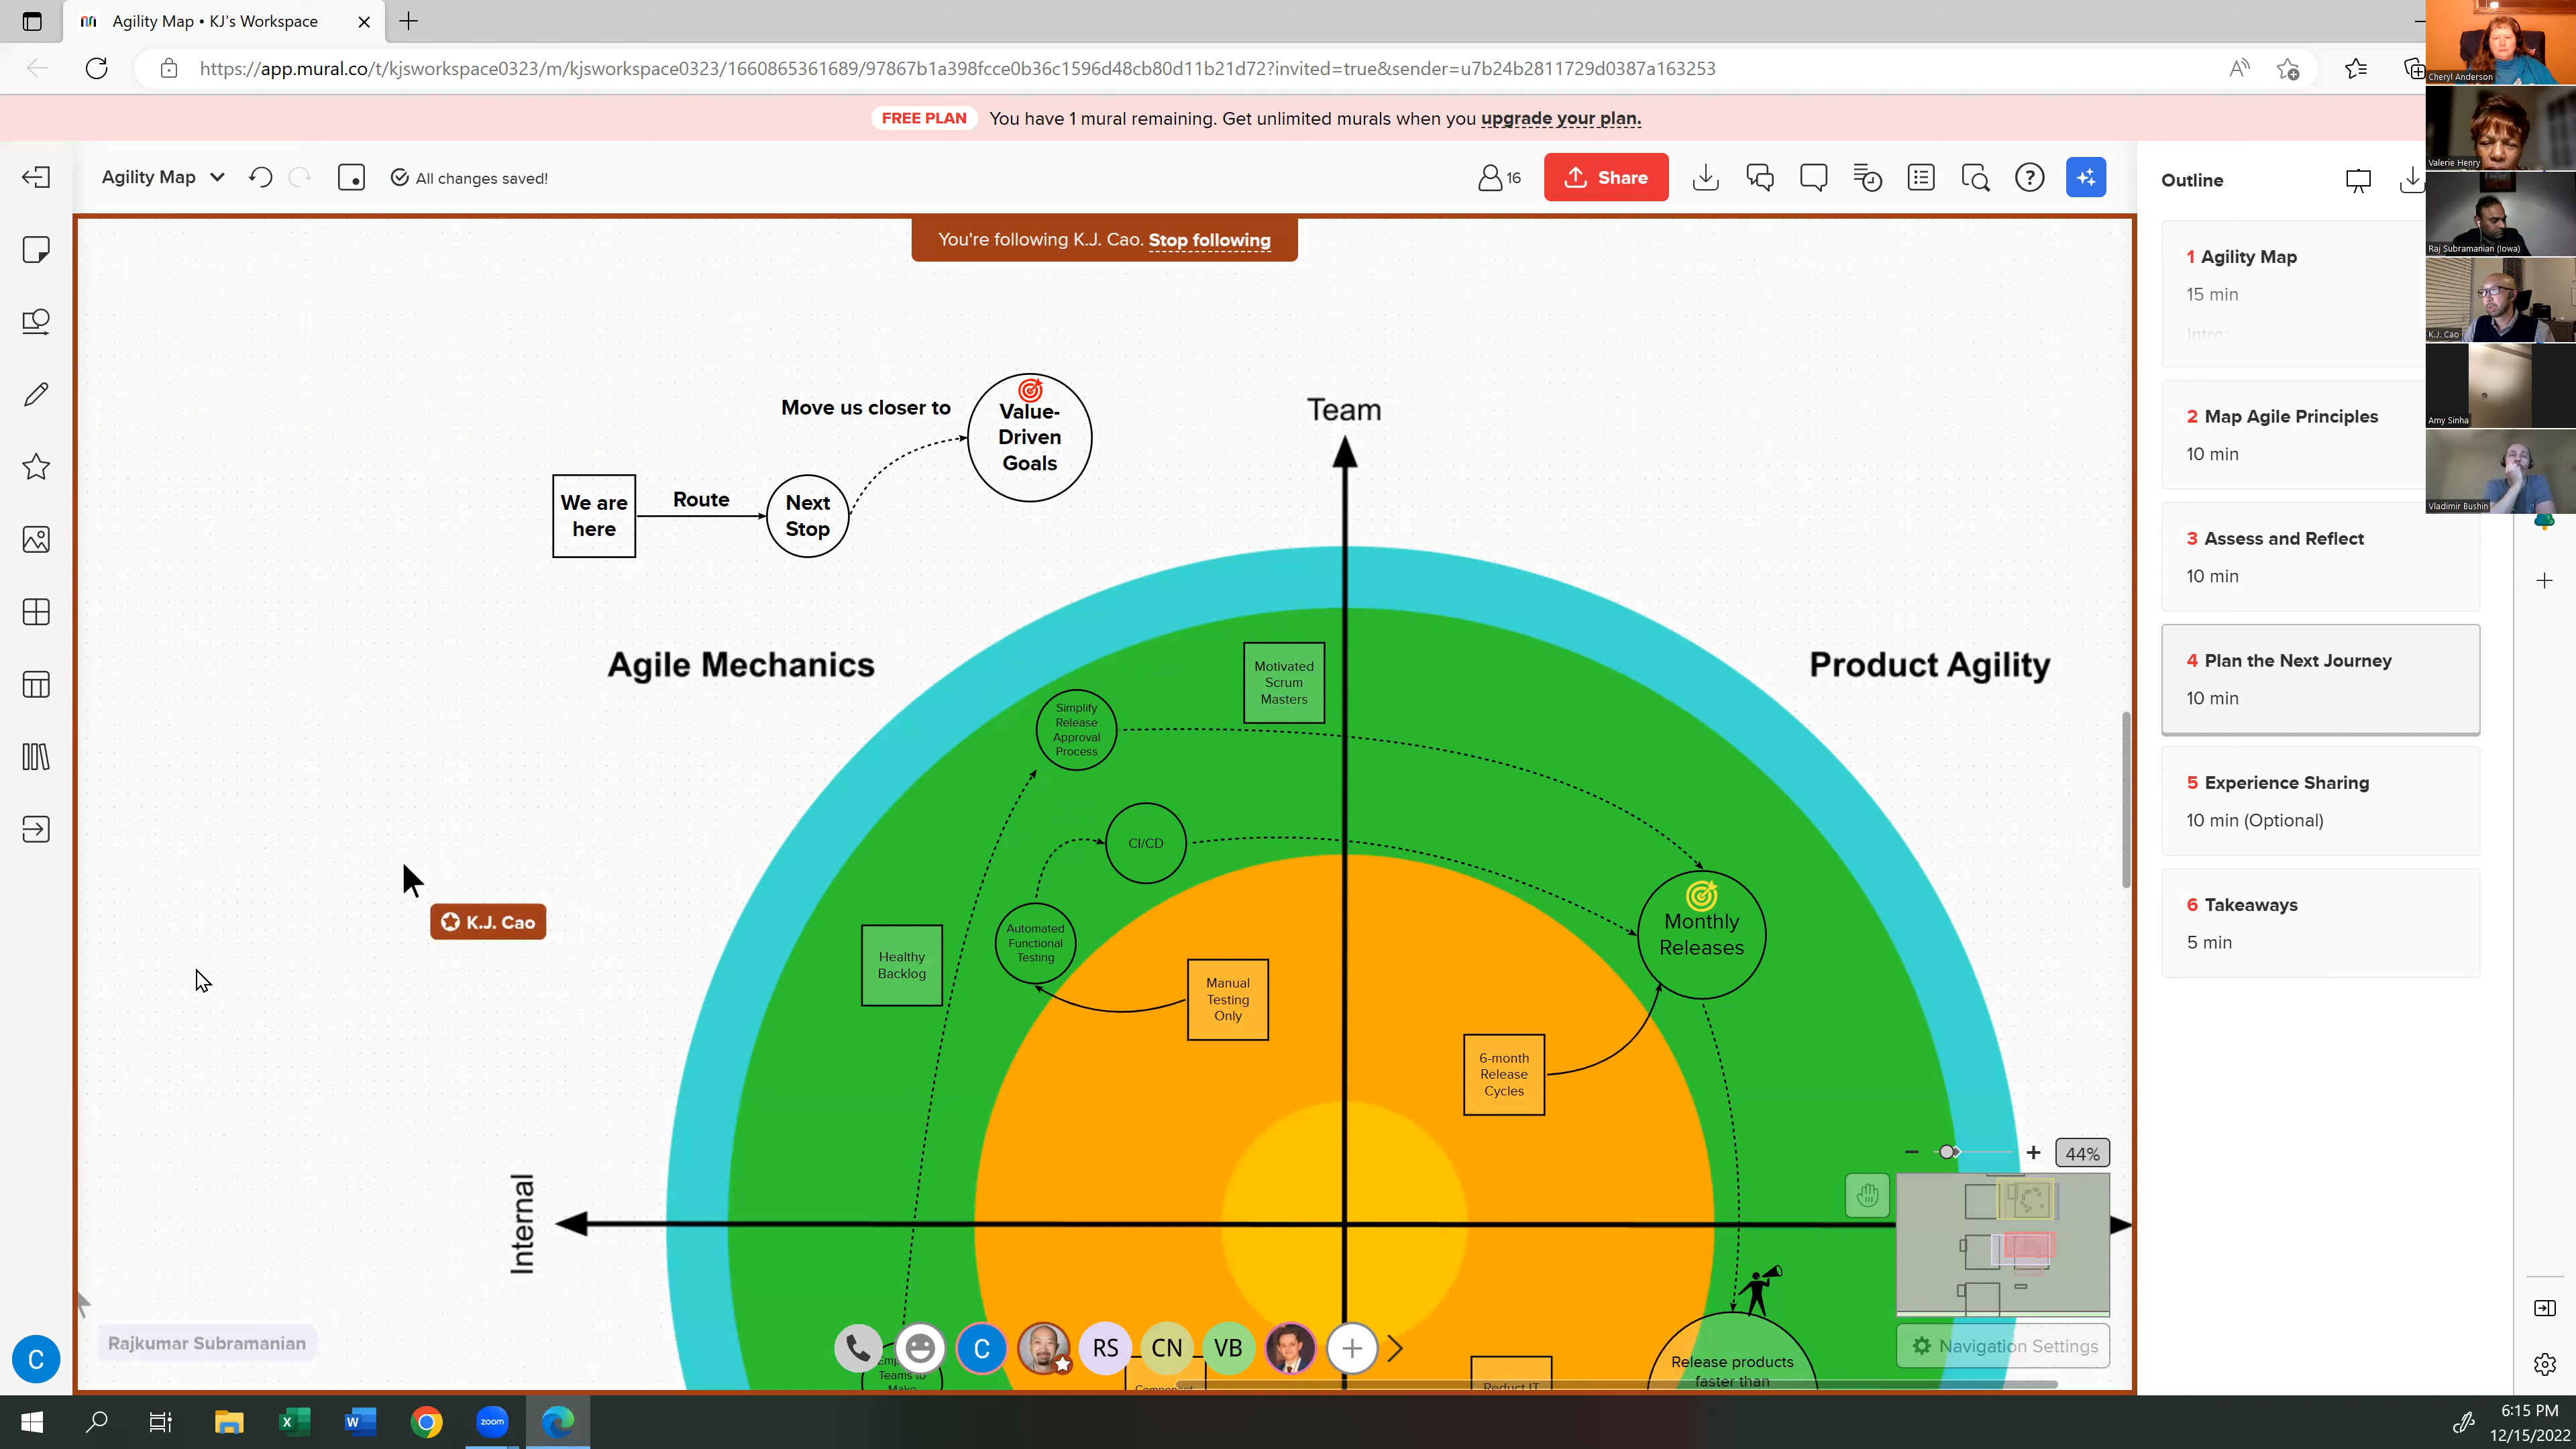 Agility Map • KJ's Workspace
https://app.mural.co/t/kjsworkspace0323/m/kjsworkspace0323/1660865361689/97867b1a398fcce0b36c1596d48cb80d11b21d72?invited=true&sender=u7b24b2811729d0387a163253
FREE PLAN You have 1 mural remaining. Get unlimited murals when you upgrade your plan.
Agility Map
All changes saved!
16
Share
You're following K.J. Cao. Stop following
Move us closer to
Value-
Driven
Goals
We are
here
Route
Next
Stop
Team
Agile Mechanics
Product Agility
Motivated
Scrum
Masters
Simplify
Release
Approval
Process
CI/CD
Automated
Functional
Testing
Healthy
Backlog
Manual
Testing
Only
Monthly
Releases
6-month
Release
Cycles
K.J. Cao
Internal
Rajkumar Subramanian
Teams to
Make
Release products
faster than
C
RS
CN
VB
C
44%
Navigation Settings
Outline
1 Agility Map
15 min
Intro:
2 Map Agile Principles
10 min
3 Assess and Reflect
10 min
4 Plan the Next Journey
10 min
5 Experience Sharing
10 min (Optional)
6 Takeaways
5 min
Cheryl Anderson
Valerie Henry
Raj Subramanian (Iowa)
K.J. Cao
Amy Sinha
Vladimir Bushin
zoom
6:15 PM
12/15/2022